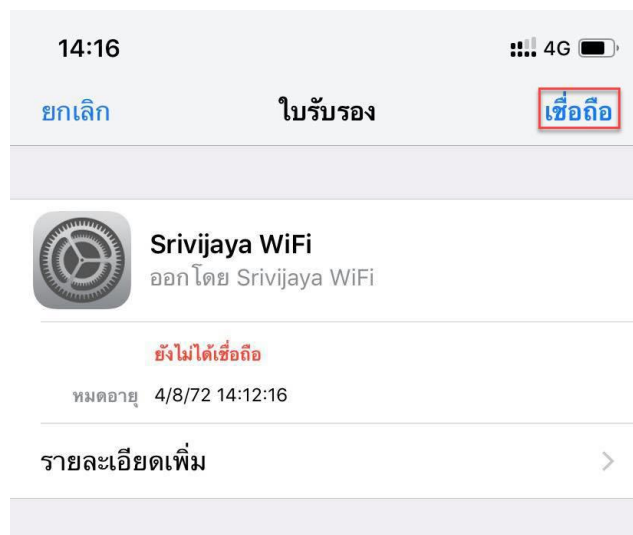 14:16 4G
ยกเลิก ใบรับรอง เชื่อถือ
Srivijaya WiFi
ออกโดย Srivijaya WiFi
ยังไม่ได้เชื่อถือ
หมดอายุ 4/8/72 14:12:16
รายละเอียดเพิ่ม